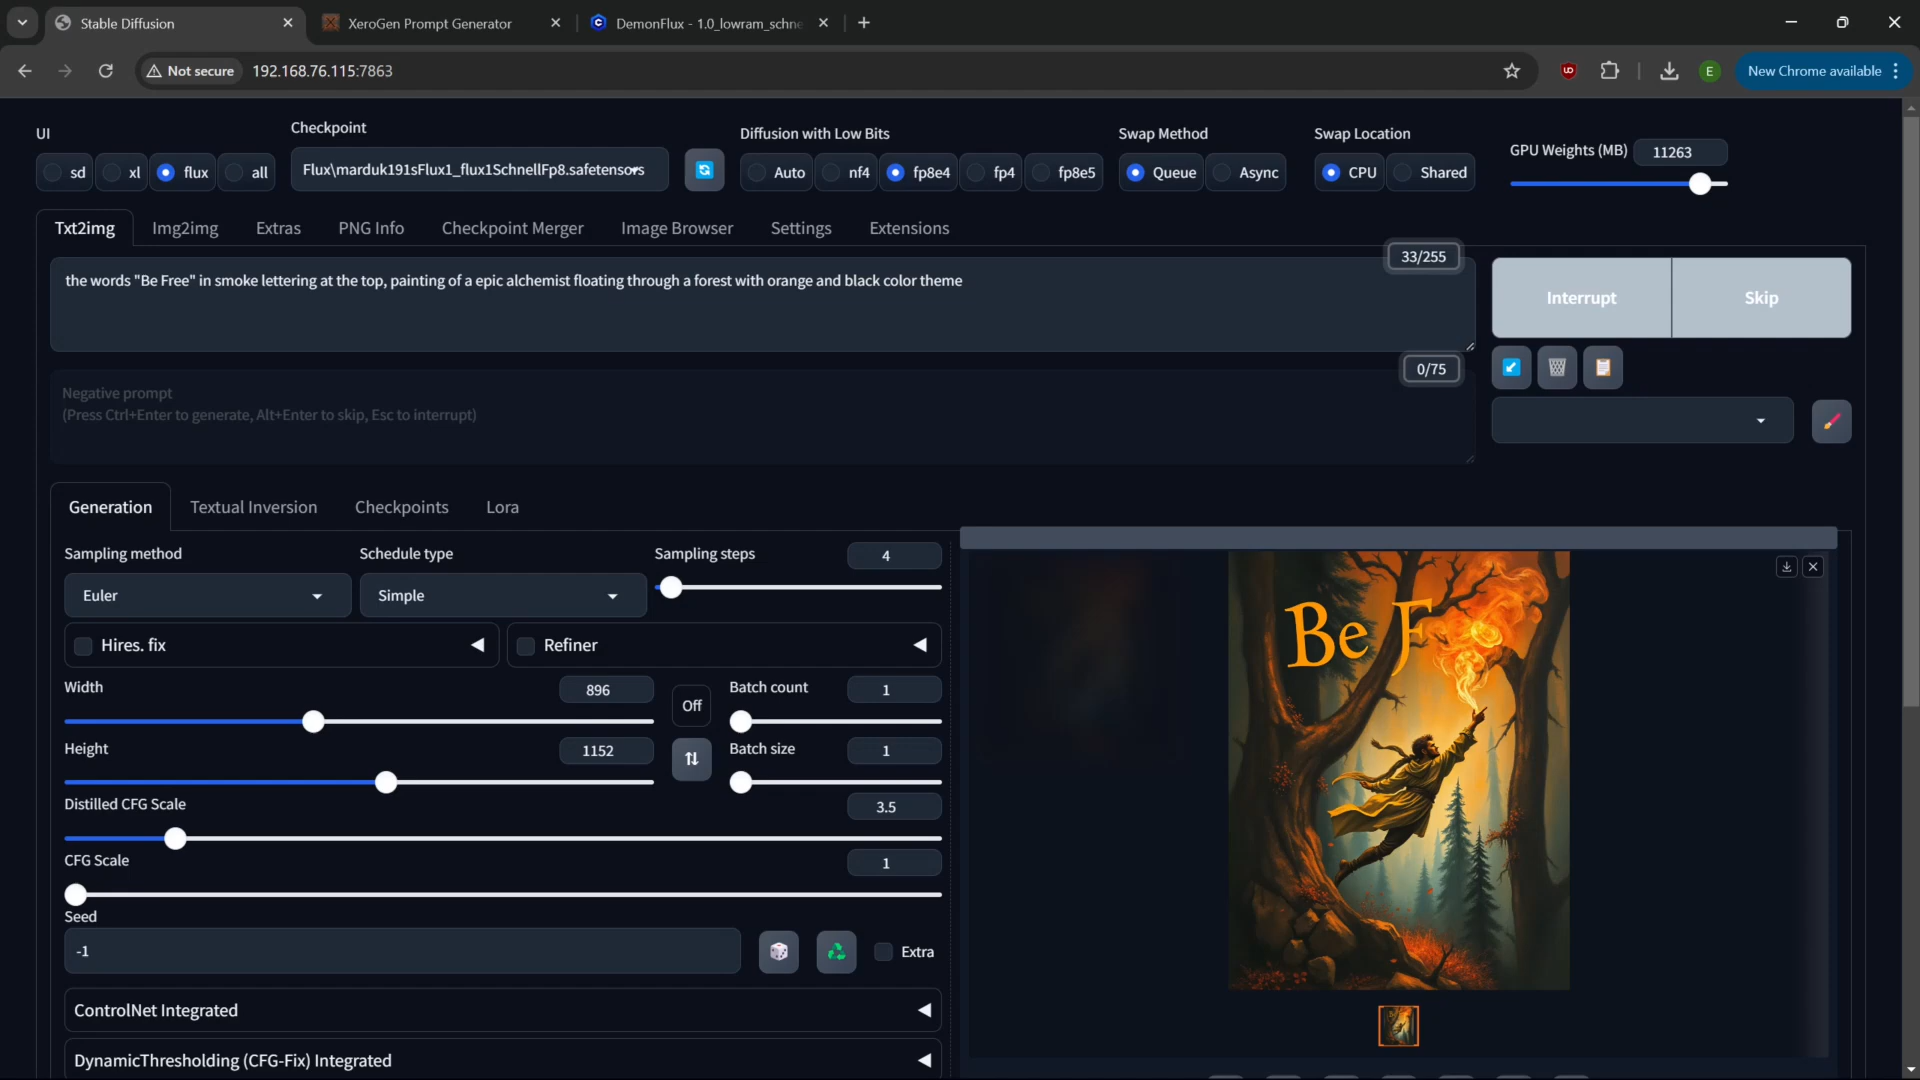 Stable Diffusion
XeroGen Prompt Generator
DemonFlux - 1.0_lowram_schne
Not secure
192.168.76.115:7863
E
New Chrome available
UI
sd
xl
flux
all
Checkpoint
Flux\marduk191sFlux1_flux1SchnellFp8.safetensors
Diffusion with Low Bits
Auto
nf4
fp8e4
fp4
fp8e5
Swap Method
Queue
Async
Swap Location
CPU
Shared
GPU Weights (MB)
11263
Txt2img
Img2img
Extras
PNG Info
Checkpoint Merger
Image Browser
Settings
Extensions
33/255
the words "Be Free" in smoke lettering at the top, painting of a epic alchemist floating through a forest with orange and black color theme
Interrupt
Skip
0/75
Negative prompt
(Press Ctrl+Enter to generate, Alt+Enter to skip, Esc to interrupt)
Generation
Textual Inversion
Checkpoints
Lora
Sampling method
Euler
Schedule type
Simple
Sampling steps
4
Hires. fix
Refiner
Width
896
Off
Batch count
1
Height
1152
Batch size
1
Distilled CFG Scale
3.5
CFG Scale
1
Seed
-1
Extra
ControlNet Integrated
DynamicThresholding (CFG-Fix) Integrated
Be F